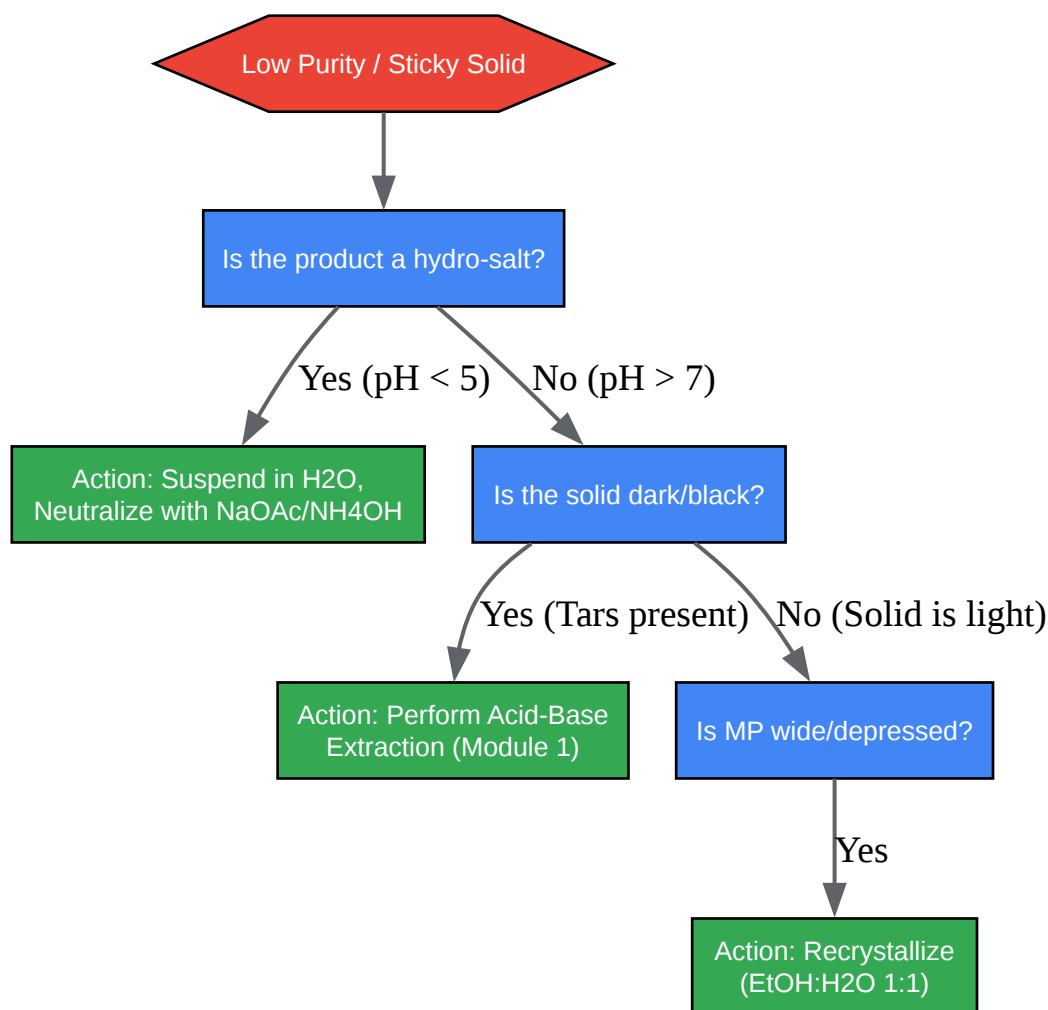 Low Purity / Sticky Solid
Is the product a hydro-salt?
Yes (pH < 5)
No (pH > 7)
Action: Suspend in H2O,
Neutralize with NaOAc/NH4OH
Is the solid dark/black?
Yes (Tars present)
No (Solid is light)
Action: Perform Acid-Base
Extraction (Module 1)
Is MP wide/depressed?
Yes
Action: Recrystallize
(EtOH:H2O 1:1)